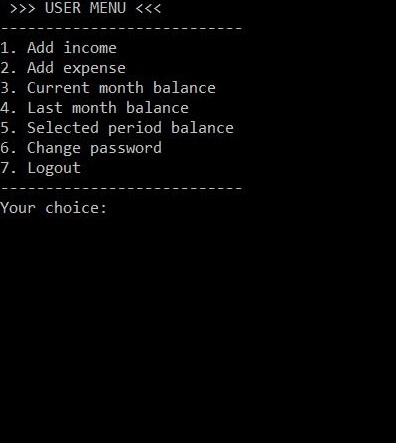 >>> USER MENU <<<
---------------------------
1. Add income
2. Add expense
3. Current month balance
4. Last month balance
5. Selected period balance
6. Change password
7. Logout
---------------------------
Your choice: